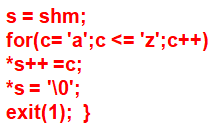 s = shm;
for(c= 'a';c <= 'z';c++)
*s++ =c;
*s = '\0';
exit(1);  }